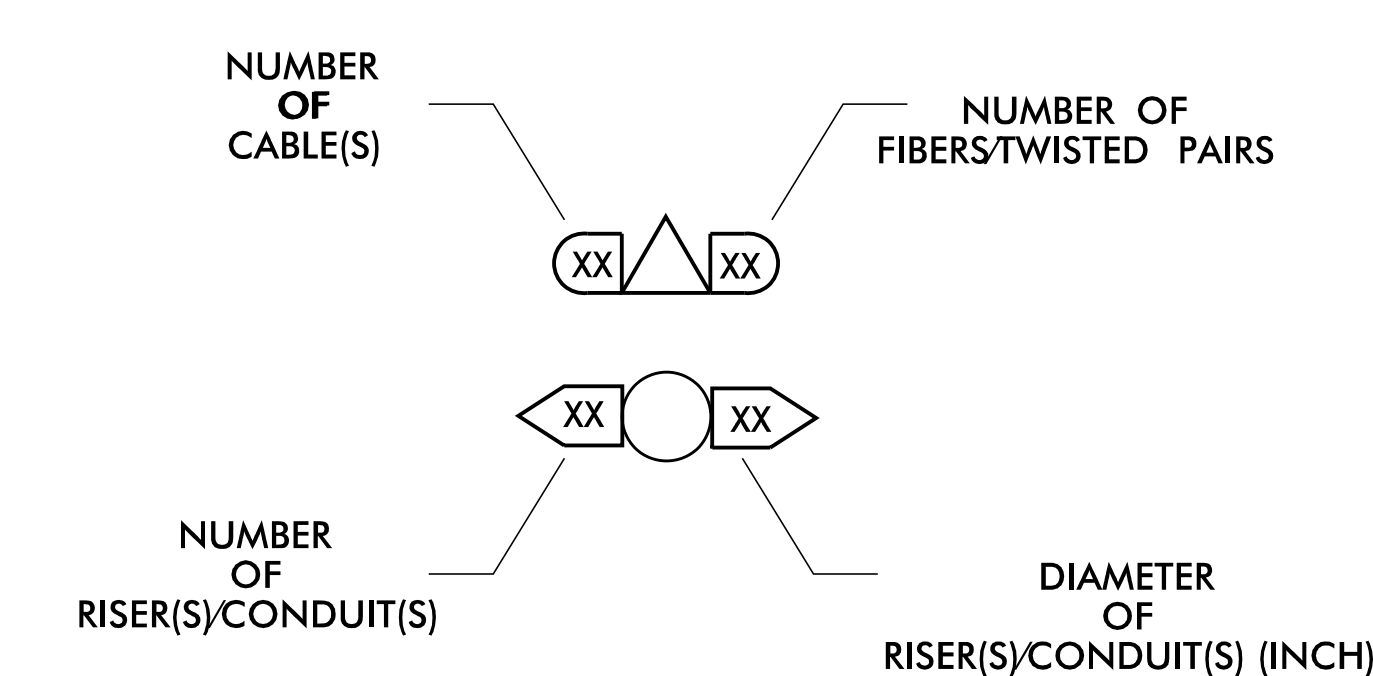 NUMBER
OF
CABLE(S)
NUMBER OF
FIBERS/TWISTED PAIRS
XX
XX
XX
XX
NUMBER
OF
RISER(S)/CONDUIT(S)
DIAMETER
OF
RISER(S)/CONDUIT(S) (INCH)